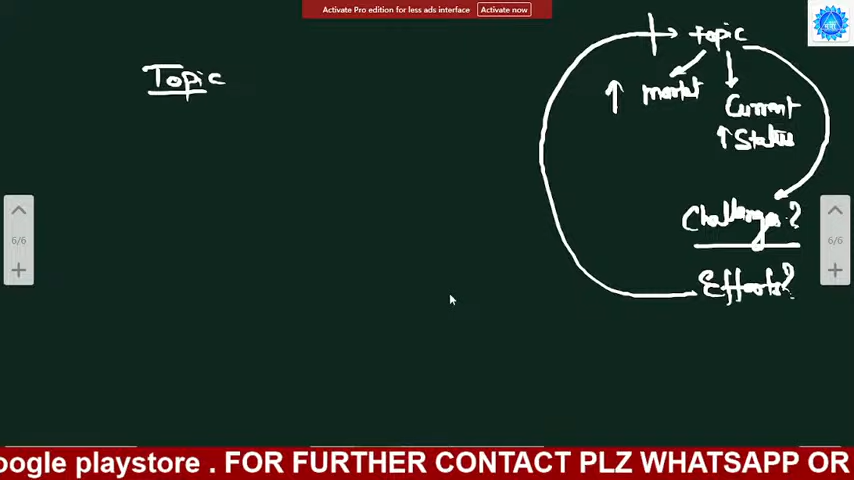 Activate Pro edition for less ads interface Activate now
Topic
topic
↑ market
Current
↑ Status
Challenges?
Efforts?
6/6
6/6
oogle playstore . FOR FURTHER CONTACT PLZ WHATSAPP OR